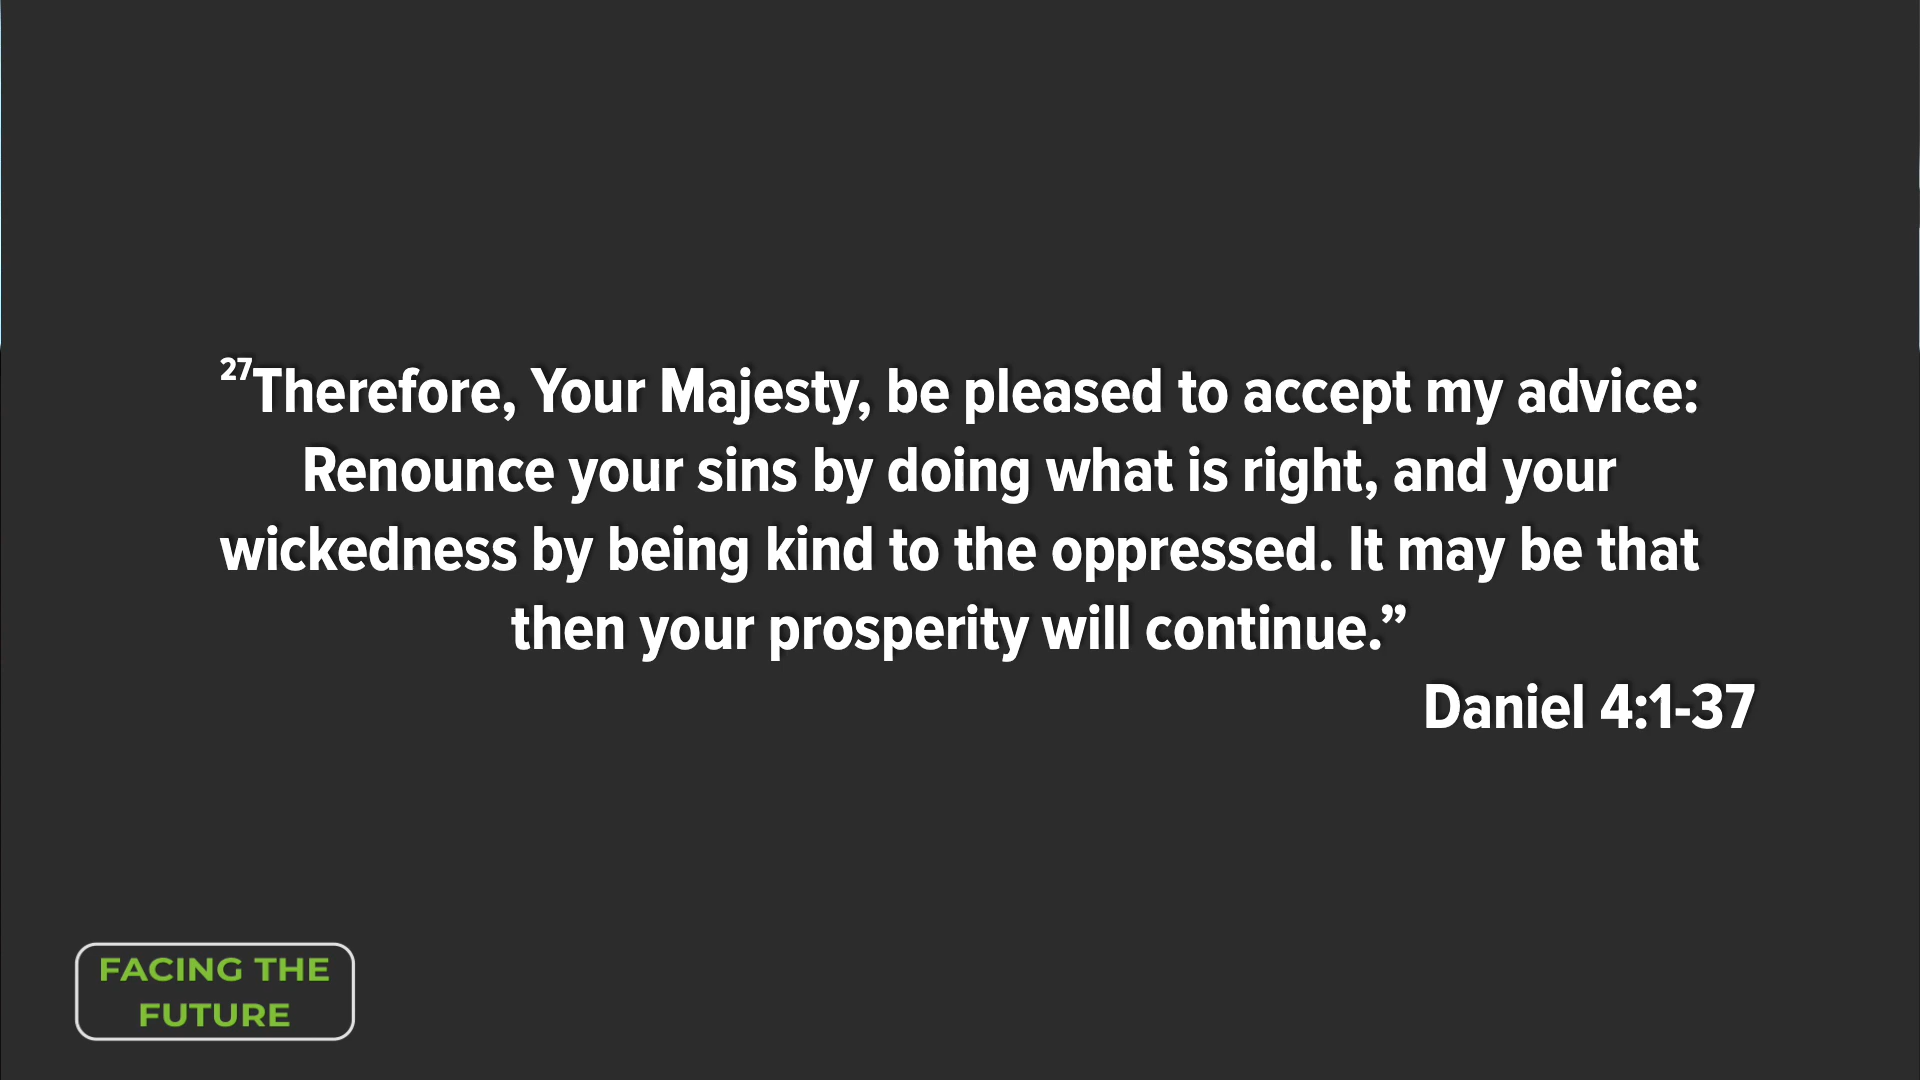 ²⁷Therefore, Your Majesty, be pleased to accept my advice:
Renounce your sins by doing what is right, and your
wickedness by being kind to the oppressed. It may be that
then your prosperity will continue.”
Daniel 4:1-37
FACING THE
FUTURE